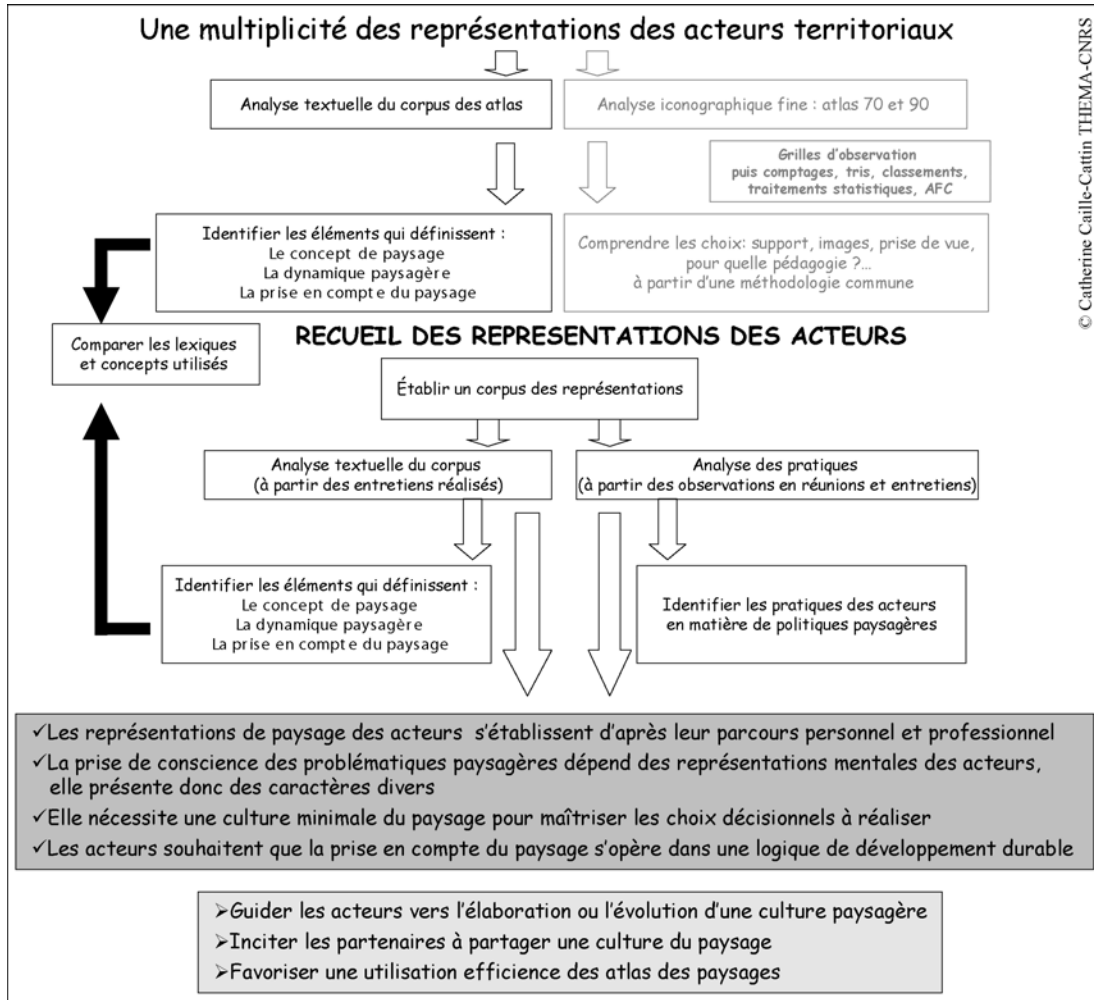 Une multiplicité des représentations des acteurs territoriaux
Analyse textuelle du corpus des atlas
Analyse iconographique fine : atlas 70 et 90
Grilles d'observation
puis comptages, tris, classements,
traitements statistiques, AFC
Identifier les éléments qui définissent :
Le concept de paysage
La dynamique paysagère
La prise en compte du paysage
Comprendre les choix: support, images, prise de vue,
pour quelle pédagogie ?...
à partir d'une méthodologie commune
Comparer les lexiques
et concepts utilisés
RECUEIL DES REPRESENTATIONS DES ACTEURS
Établir un corpus des représentations
Analyse textuelle du corpus
(à partir des entretiens réalisés)
Analyse des pratiques
(à partir des observations en réunions et entretiens)
Identifier les éléments qui définissent :
Le concept de paysage
La dynamique paysagère
La prise en compte du paysage
Identifier les pratiques des acteurs
en matière de politiques paysagères
✓Les représentations de paysage des acteurs s'établissent d'après leur parcours personnel et professionnel
✓La prise de conscience des problématiques paysagères dépend des représentations mentales des acteurs,
elle présente donc des caractères divers
✓Elle nécessite une culture minimale du paysage pour maîtriser les choix décisionnels à réaliser
✓Les acteurs souhaitent que la prise en compte du paysage s'opère dans une logique de développement durable
➢Guider les acteurs vers l'élaboration ou l'évolution d'une culture paysagère
➢Inciter les partenaires à partager une culture du paysage
➢Favoriser une utilisation efficience des atlas des paysages
© Catherine Caille-Cattin THEMA-CNRS